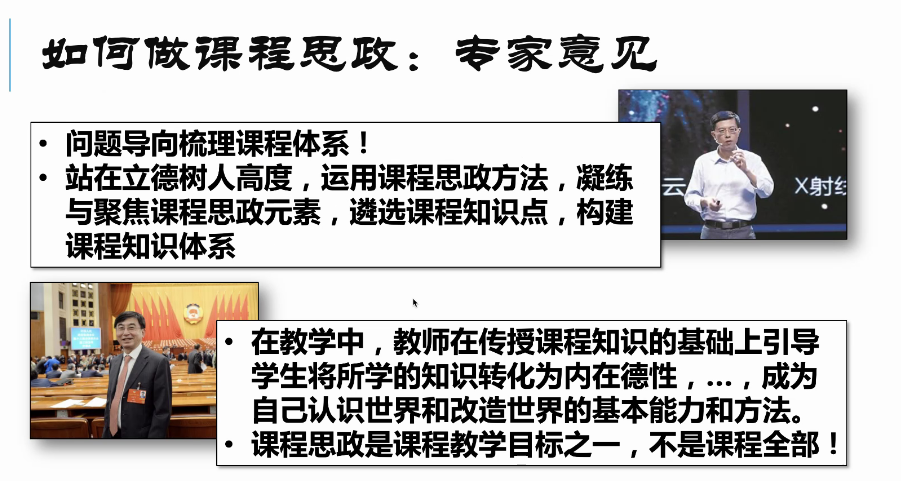 如何做课程思政：专家意见
• 问题导向梳理课程体系！
• 站在立德树人高度，运用课程思政方法，凝练
与聚焦课程思政元素，遴选课程知识点，构建
课程知识体系
云
X射线
• 在教学中，教师在传授课程知识的基础上引导
学生将所学的知识转化为内在德性，…，成为
自己认识世界和改造世界的基本能力和方法。
• 课程思政是课程教学目标之一，不是课程全部！